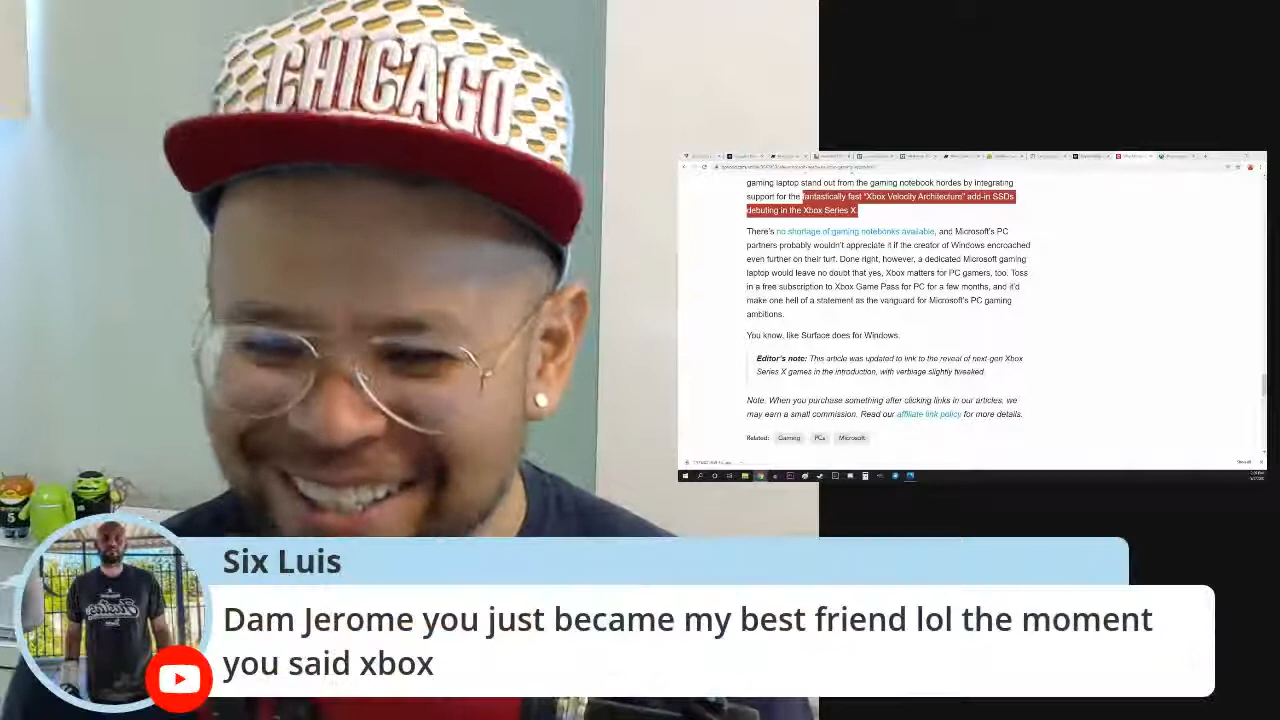 CHICAGO
gaming laptop stand out from the gaming notebook hordes by integrating
support for the fantastically fast "Xbox Velocity Architecture" add-in SSDs
debuting in the Xbox Series X
There's no shortage of gaming notebooks available, and Microsoft's PC
partners probably wouldn't appreciate it if the creator of Windows encroached
even further on their turf. Done right, however, a dedicated Microsoft gaming
laptop would leave no doubt that yes, Xbox matters for PC gamers, too. Toss
in a free subscription to Xbox Game Pass for PC for a few months, and it'd
make one hell of a statement as the vanguard for Microsoft's PC gaming
ambitions.
You know, like Surface does for Windows.
Editor's note: This article was updated to link to the reveal of next-gen Xbox
Series X games in the introduction, with verbiage slightly tweaked.
Note: When you purchase something after clicking links in our articles, we
may earn a small commission. Read our affiliate link policy for more details.
Related: Gaming PCs Microsoft
Six Luis
Dam Jerome you just became my best friend lol the moment
you said xbox